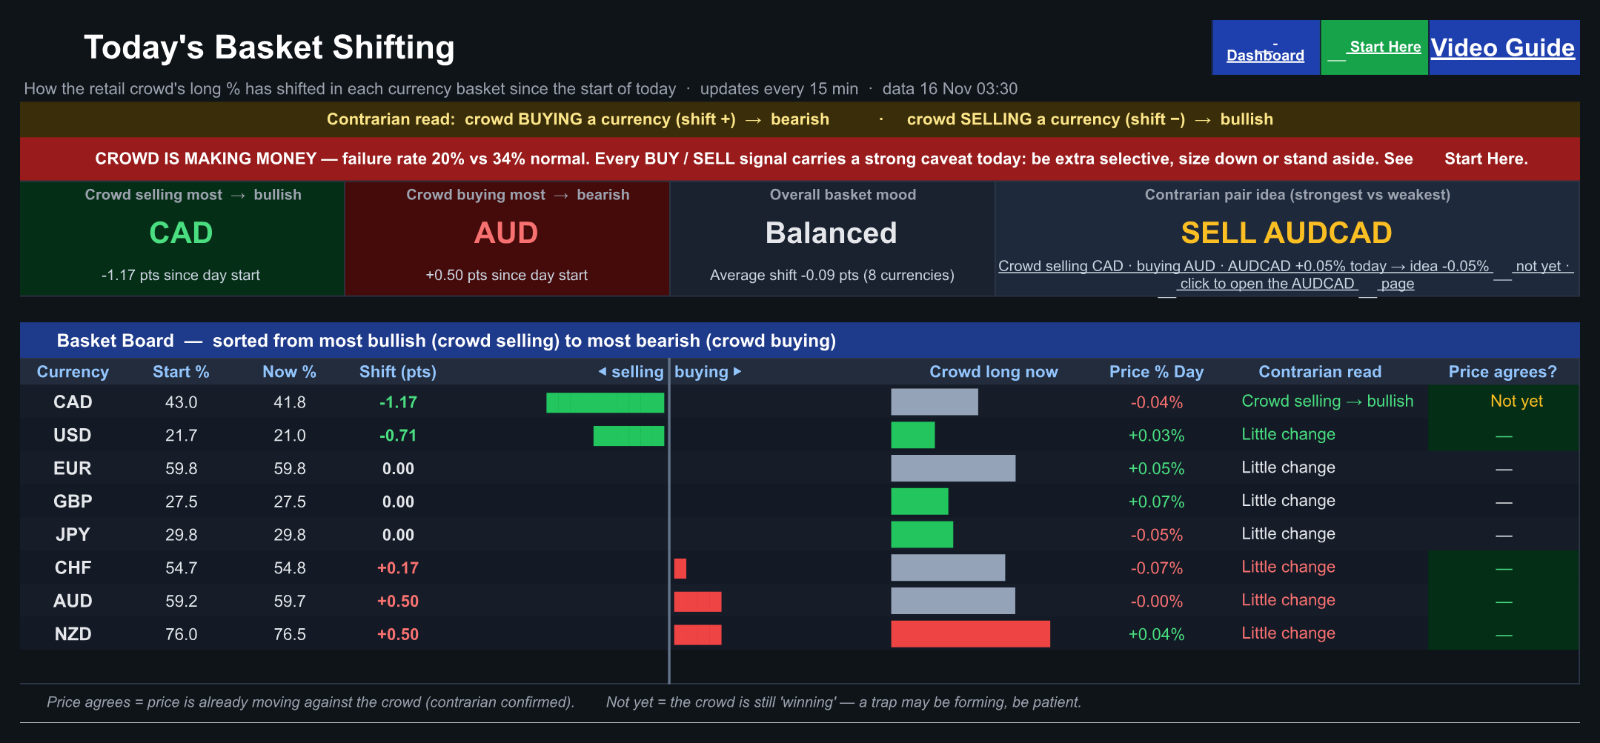 Today's Basket Shifting
Dashboard
Start Here
Video Guide
How the retail crowd's long % has shifted in each currency basket since the start of today · updates every 15 min · data 16 Nov 03:30
Contrarian read: crowd BUYING a currency (shift +) → bearish · crowd SELLING a currency (shift −) → bullish
CROWD IS MAKING MONEY — failure rate 20% vs 34% normal. Every BUY / SELL signal carries a strong caveat today: be extra selective, size down or stand aside. See Start Here.
Crowd selling most → bullish
CAD
-1.17 pts since day start
Crowd buying most → bearish
AUD
+0.50 pts since day start
Overall basket mood
Balanced
Average shift -0.09 pts (8 currencies)
Contrarian pair idea (strongest vs weakest)
SELL AUDCAD
Crowd selling CAD · buying AUD · AUDCAD +0.05% today → idea -0.05% not yet ·
click to open the AUDCAD page
Basket Board — sorted from most bullish (crowd selling) to most bearish (crowd buying)
Currency Start % Now % Shift (pts) ◄ selling buying ► Crowd long now Price % Day Contrarian read Price agrees?
CAD 43.0 41.8 -1.17 -0.04% Crowd selling → bullish Not yet
USD 21.7 21.0 -0.71 +0.03% Little change —
EUR 59.8 59.8 0.00 +0.05% Little change —
GBP 27.5 27.5 0.00 +0.07% Little change —
JPY 29.8 29.8 0.00 -0.05% Little change —
CHF 54.7 54.8 +0.17 -0.07% Little change —
AUD 59.2 59.7 +0.50 -0.00% Little change —
NZD 76.0 76.5 +0.50 +0.04% Little change —
Price agrees = price is already moving against the crowd (contrarian confirmed). Not yet = the crowd is still 'winning' — a trap may be forming, be patient.